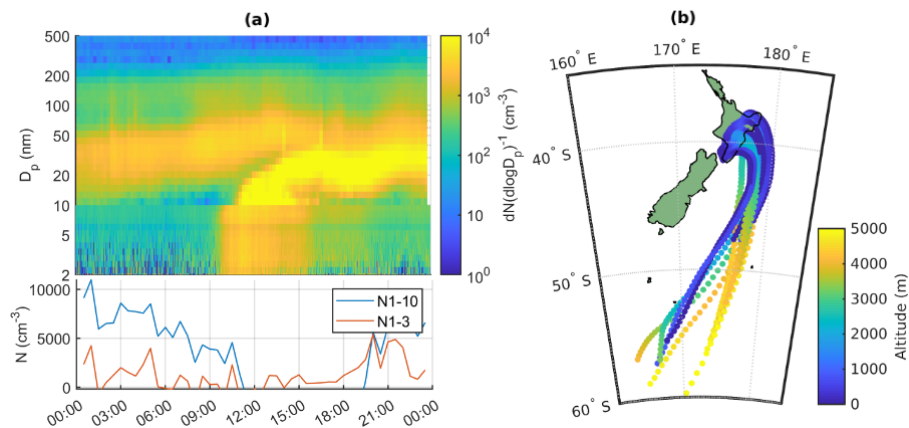 (a)
500
200
100
50
20
10
5
2
D_p (nm)
10^4
10^3
10^2
10
10^0
dN(dlogD_p)^-1 (cm^-3)
10000
5000
0
N (cm^-3)
N1-10
N1-3
00:00
03:00
06:00
09:00
12:00
15:00
18:00
21:00
00:00
(b)
160° E
170° E
180° E
40° S
50° S
60° S
5000
4000
3000
2000
1000
0
Altitude (m)